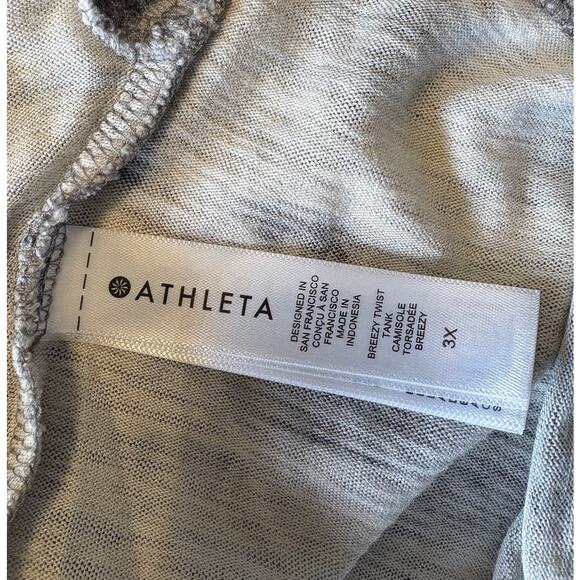 ATHLETA
DESIGNED IN
SAN FRANCISCO
CONÇU À SAN
FRANCISCO
MADE IN
INDONESIA
BREEZY TWIST
TANK
CAMISOLE
TORSADÉE
BREEZY
3X